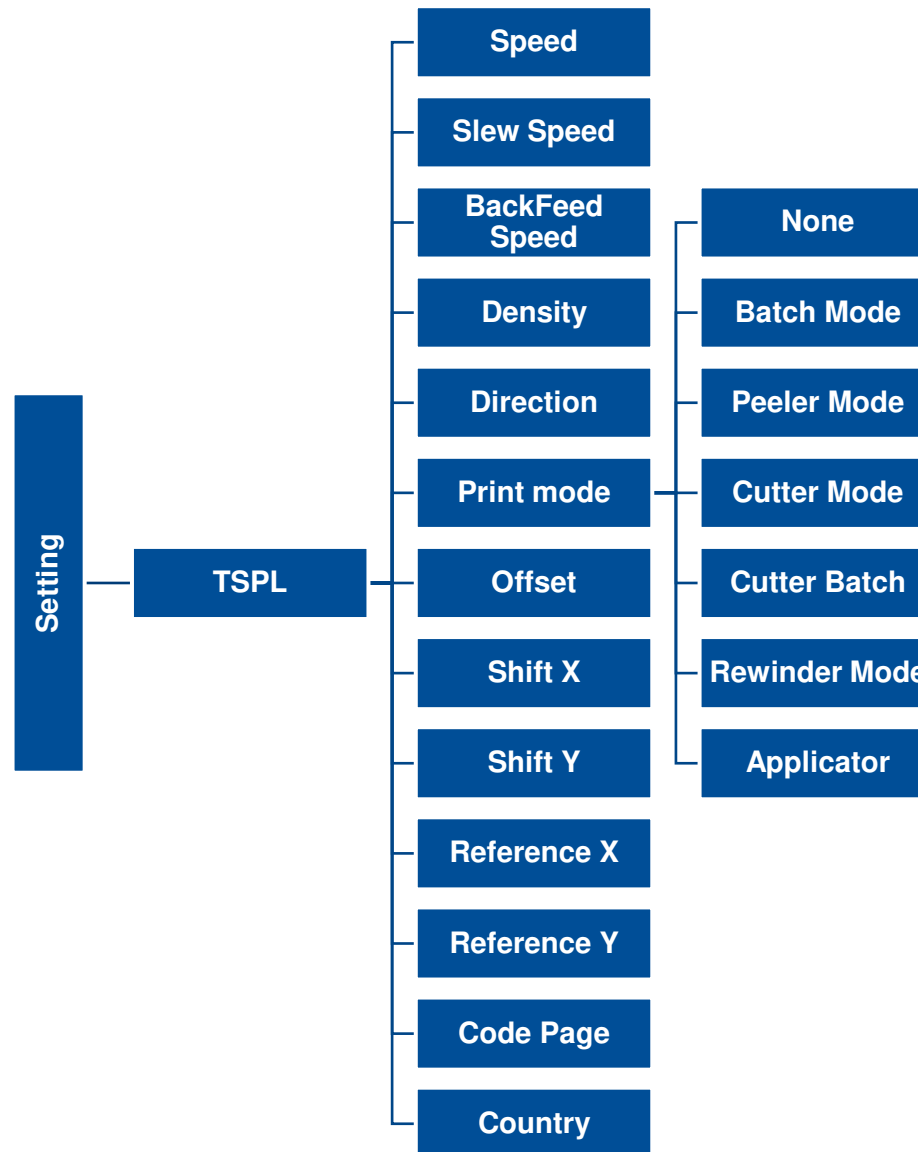 Setting
TSPL
Speed
Slew Speed
BackFeed
Speed
Density
Direction
Print mode
Offset
Shift X
Shift Y
Reference X
Reference Y
Code Page
Country
None
Batch Mode
Peeler Mode
Cutter Mode
Cutter Batch
Rewinder Mode
Applicator